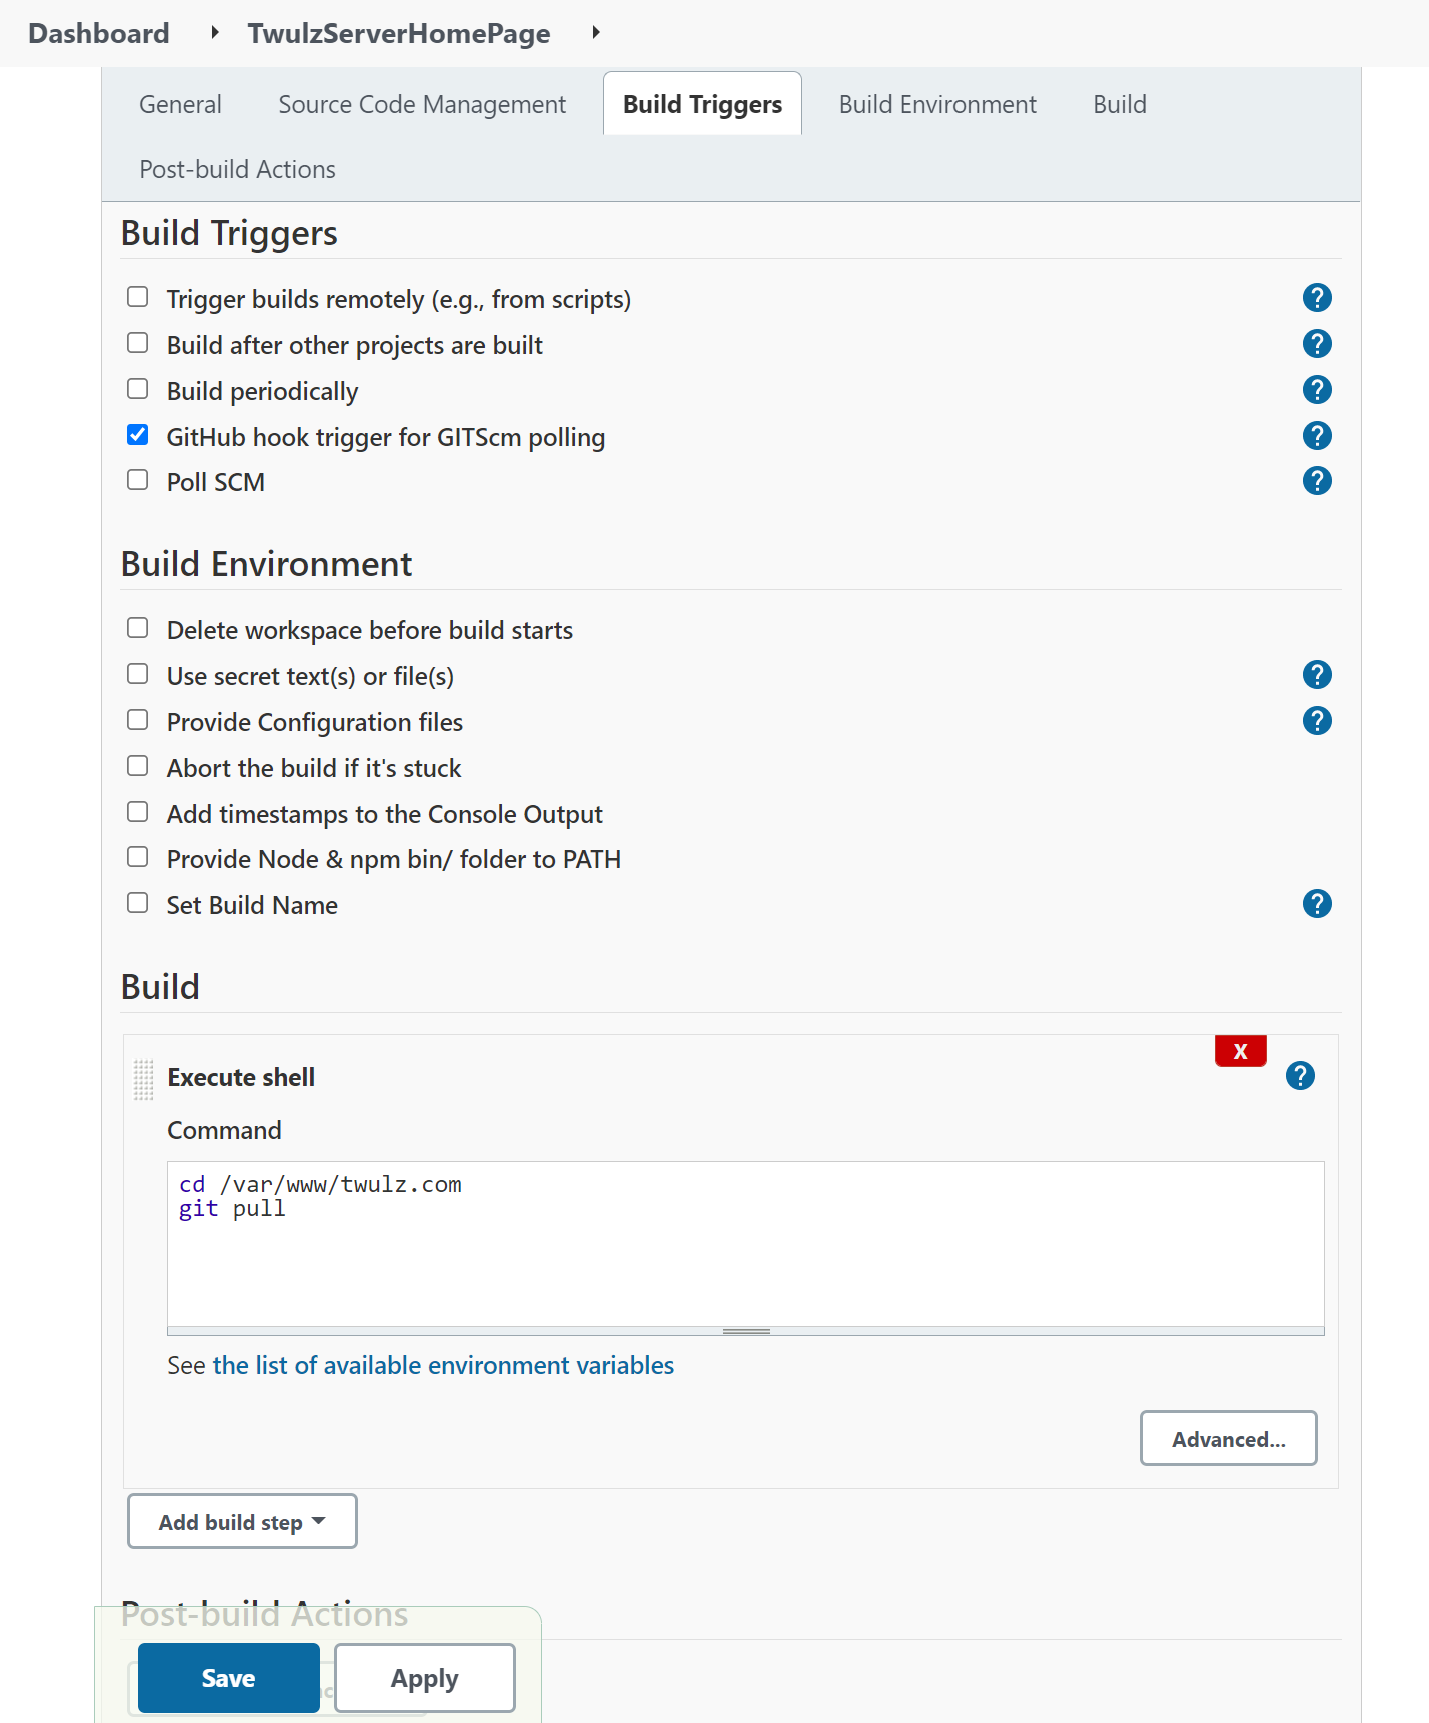 Dashboard TwulzServerHomePage
General Source Code Management Build Triggers Build Environment Build
Post-build Actions
Build Triggers
Trigger builds remotely (e.g., from scripts) ?
Build after other projects are built ?
Build periodically ?
GitHub hook trigger for GITScm polling ?
Poll SCM ?
Build Environment
Delete workspace before build starts
Use secret text(s) or file(s) ?
Provide Configuration files ?
Abort the build if it's stuck
Add timestamps to the Console Output
Provide Node & npm bin/ folder to PATH
Set Build Name ?
Build
X
Execute shell ?
Command
cd /var/www/twulz.com
git pull
See the list of available environment variables
Advanced...
Add build step
Post-build Actions
Save Apply